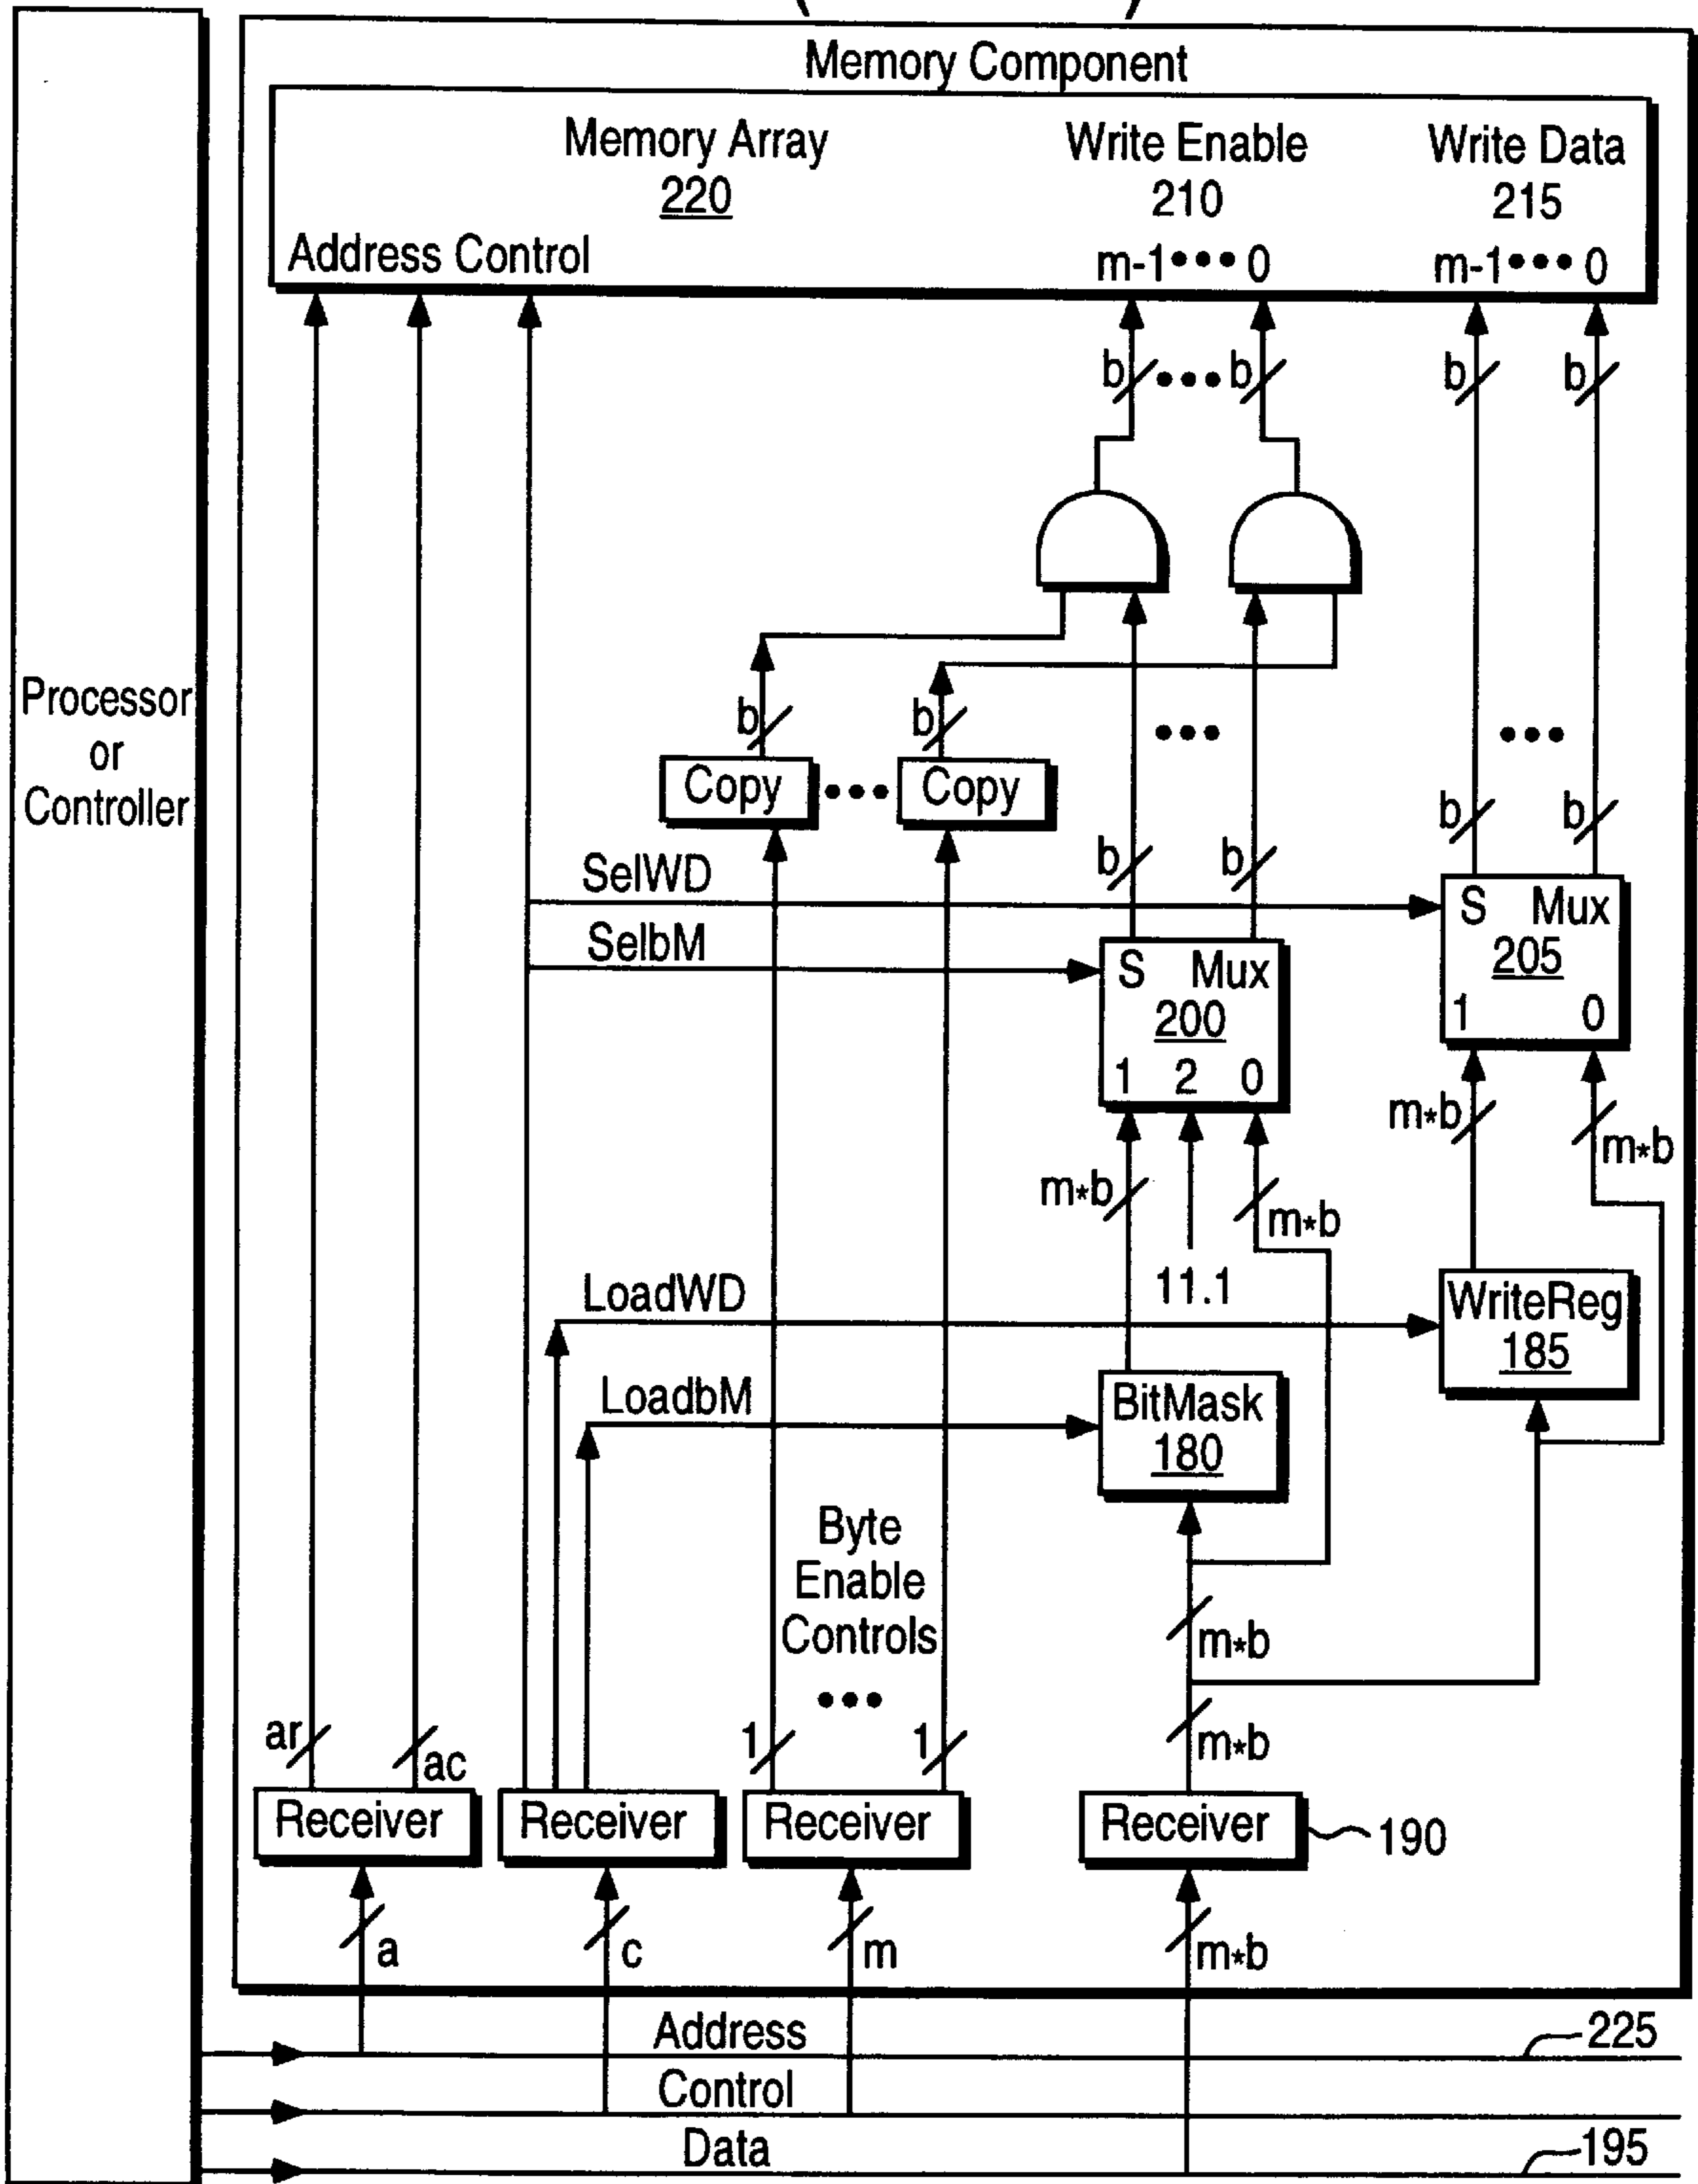 Memory Component
Memory Array
220
Write Enable
210
Write Data
215
Address Control
m-1••• 0
m-1••• 0
b
••• b
b
b
Processor
or
Controller
b
b
•••
•••
Copy ••• Copy
b
b
b
b
SelWD
S Mux
205
1 0
SelbM
S Mux
200
1 2 0
m*b
m*b
m*b
m*b
11.1
LoadWD
WriteReg
185
LoadbM
BitMask
180
Byte
Enable
Controls
•••
m*b
ar
ac
1
1
m*b
Receiver
Receiver
Receiver
Receiver
190
a
c
m
m*b
Address
225
Control
Data
195